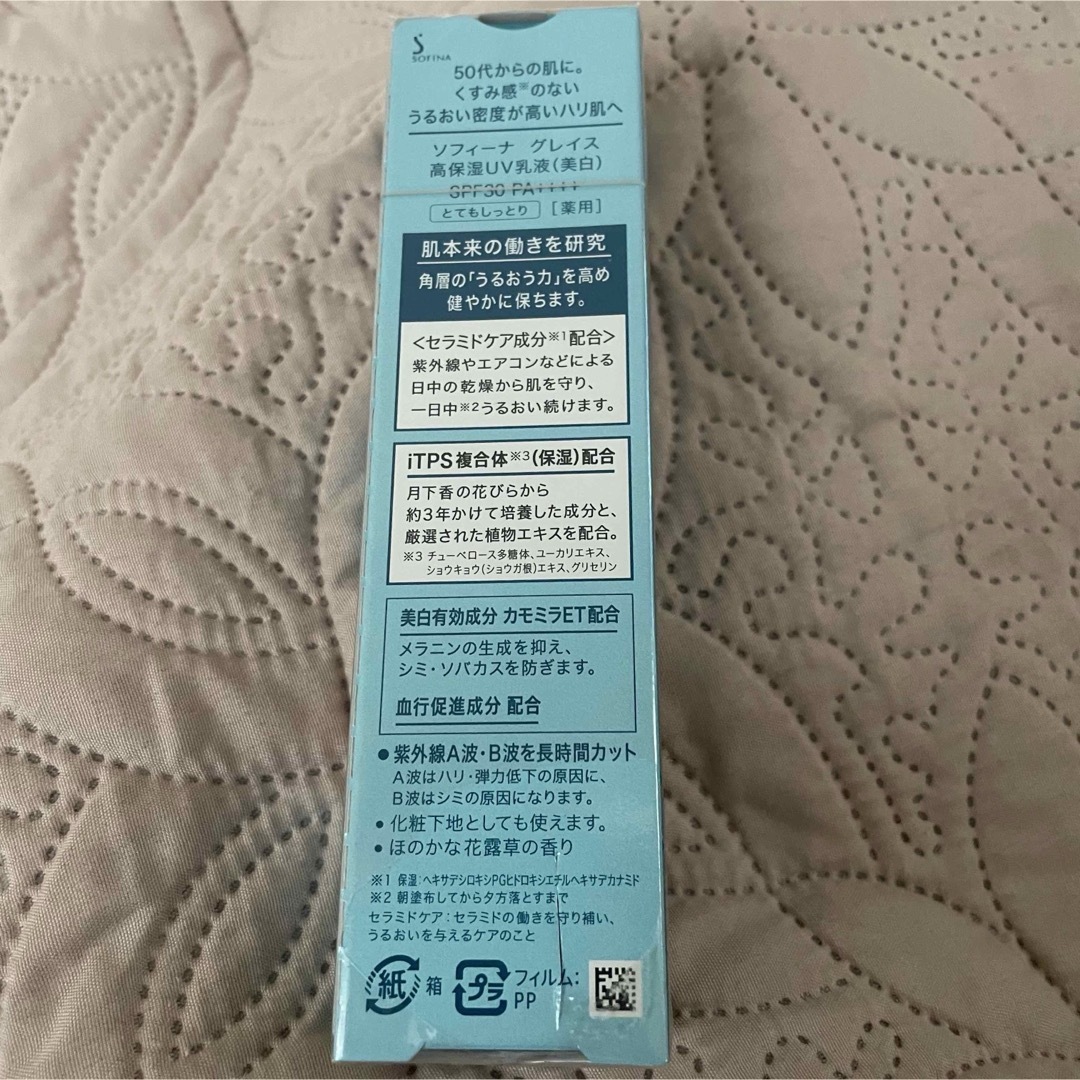 SOFINA
50代からの肌に。
くすみ感※のない
うるおい密度が高いハリ肌へ
ソフィーナ グレイス
高保湿UV乳液(美白)
SPF30 PA++++
とてもしっとり [薬用]
肌本来の働きを研究
角層の「うるおう力」を高め
健やかに保ちます。
<セラミドケア成分※1配合>
紫外線やエアコンなどによる
日中の乾燥から肌を守り、
一日中※2うるおい続けます。
iTPS複合体※3(保湿)配合
月下香の花びらから
約3年かけて培養した成分と、
厳選された植物エキスを配合。
※3 チューベロース多糖体、ユーカリエキス、
ショウキョウ(ショウガ根)エキス、グリセリン
美白有効成分 カモミラET配合
メラニンの生成を抑え、
シミ・ソバカスを防ぎます。
血行促進成分 配合
● 紫外線A波・B波を長時間カット
A波はハリ・弾力低下の原因に、
B波はシミの原因になります。
● 化粧下地としても使えます。
● ほのかな花露草の香り
※1 保湿:ヘキサデシロキシPGヒドロキシエチルヘキサデカナミド
※2 朝塗布してから夕方落とすまで
セラミドケア:セラミドの働きを守り補い、
うるおいを与えるケアのこと
紙 箱 プラ フィルム:
PP